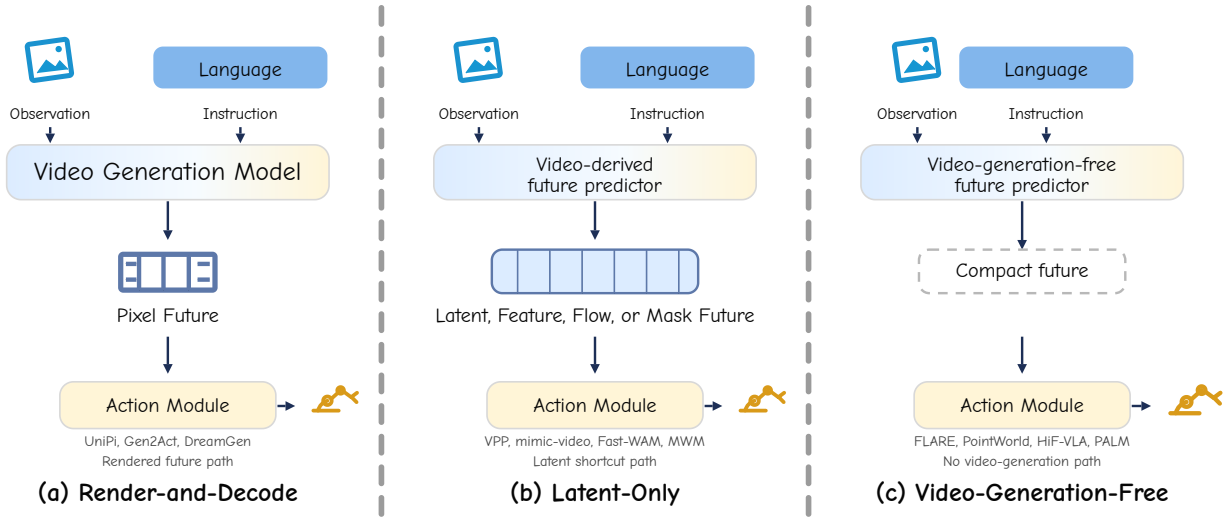 Language
Observation
Instruction
Video Generation Model
Pixel Future
Action Module
UniPi, Gen2Act, DreamGen
Rendered future path
(a) Render-and-Decode
Language
Observation
Instruction
Video-derived
future predictor
Latent, Feature, Flow, or Mask Future
Action Module
VPP, mimic-video, Fast-WAM, MWM
Latent shortcut path
(b) Latent-Only
Language
Observation
Instruction
Video-generation-free
future predictor
Compact future
Action Module
FLARE, PointWorld, HiF-VLA, PALM
No video-generation path
(c) Video-Generation-Free